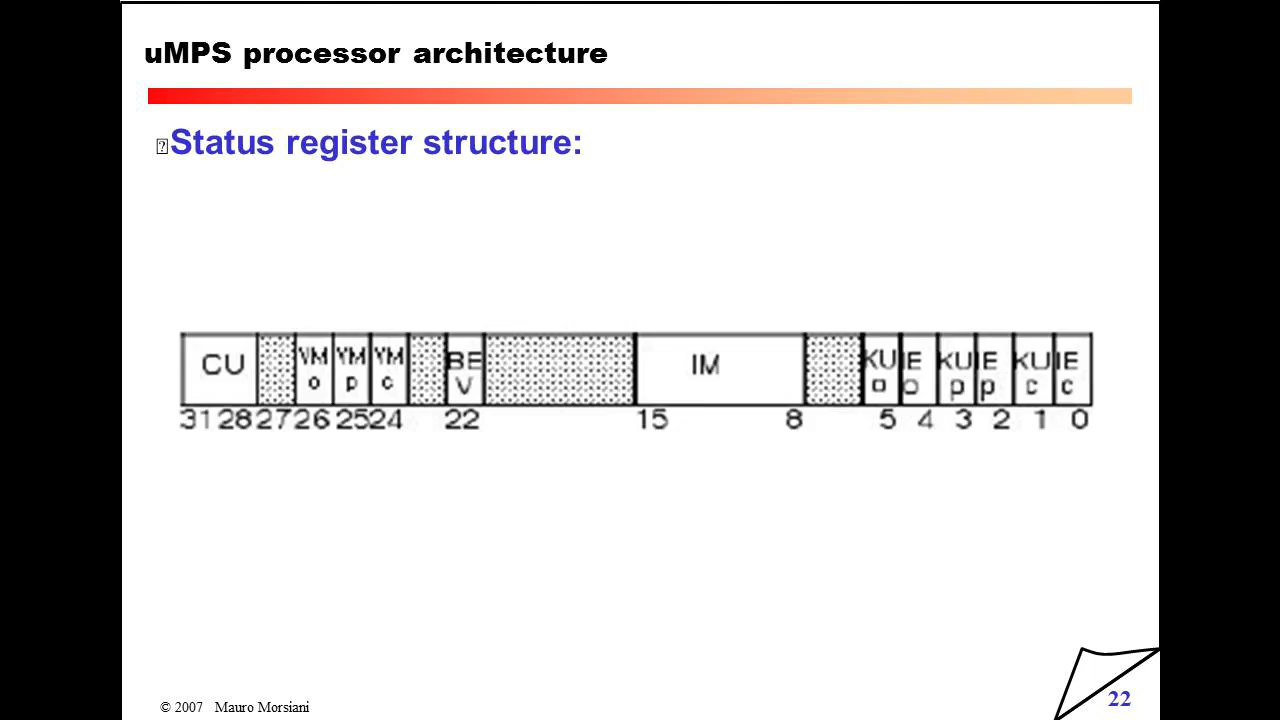 uMPS processor architecture
Status register structure:
CU VM VM VM BE IM KU IE KU IE KU IE
o p c V o o p p c c
31 28 27 26 25 24 22 15 8 5 4 3 2 1 0
22
© 2007 Mauro Morsiani